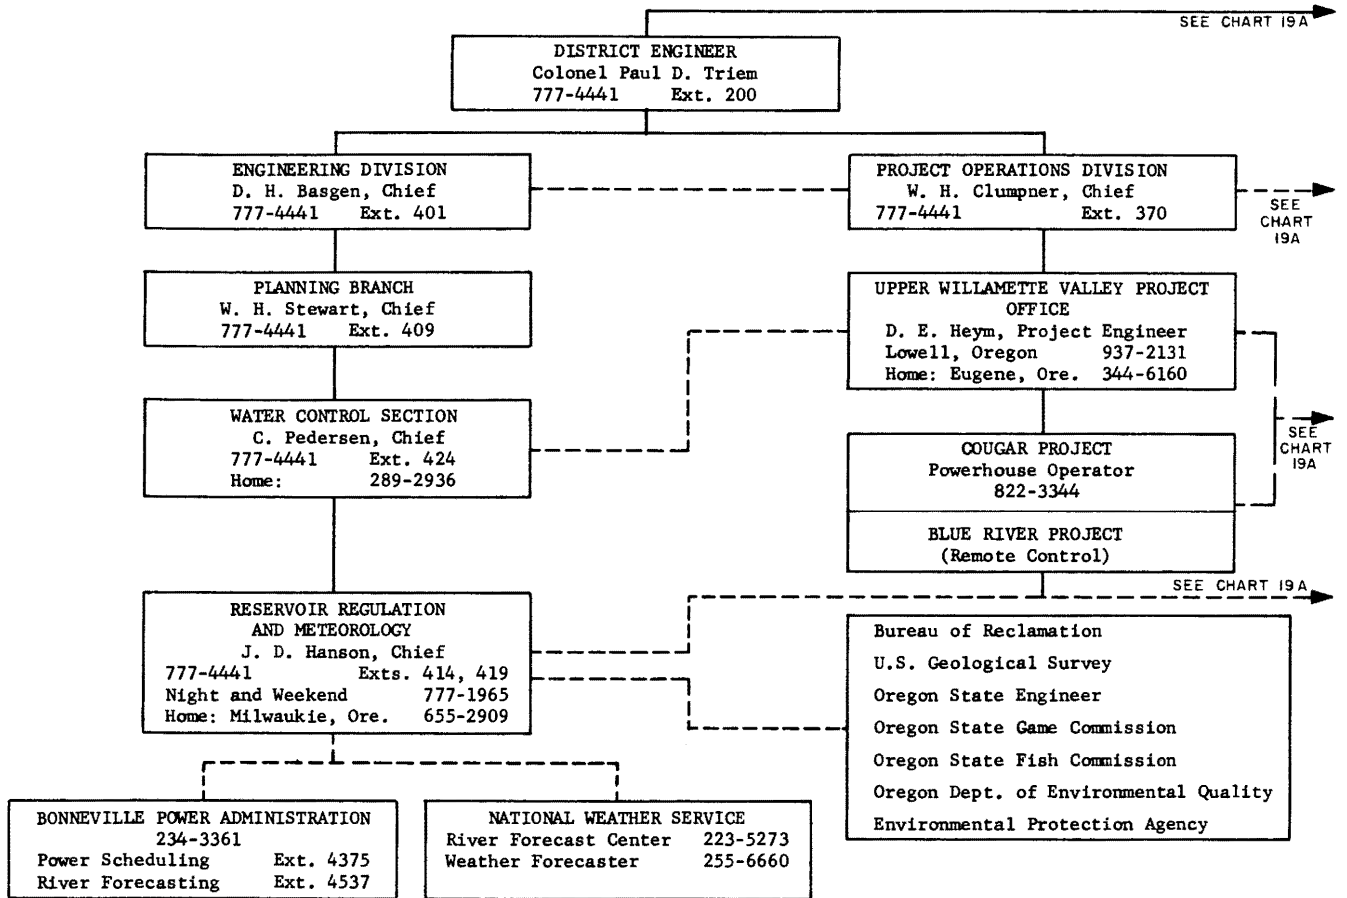 SEE CHART 19A
DISTRICT ENGINEER
Colonel Paul D. Triem
777-4441 Ext. 200
ENGINEERING DIVISION
D. H. Basgen, Chief
777-4441 Ext. 401
PROJECT OPERATIONS DIVISION
W. H. Clumpner, Chief
777-4441 Ext. 370
SEE
CHART
19A
PLANNING BRANCH
W. H. Stewart, Chief
777-4441 Ext. 409
UPPER WILLAMETTE VALLEY PROJECT
OFFICE
D. E. Heym, Project Engineer
Lowell, Oregon 937-2131
Home: Eugene, Ore. 344-6160
WATER CONTROL SECTION
C. Pedersen, Chief
777-4441 Ext. 424
Home: 289-2936
COUGAR PROJECT
Powerhouse Operator
822-3344
SEE
CHART
19A
BLUE RIVER PROJECT
(Remote Control)
SEE CHART 19A
RESERVOIR REGULATION
AND METEOROLOGY
J. D. Hanson, Chief
777-4441 Exts. 414, 419
Night and Weekend 777-1965
Home: Milwaukie, Ore. 655-2909
Bureau of Reclamation
U.S. Geological Survey
Oregon State Engineer
Oregon State Game Commission
Oregon State Fish Commission
Oregon Dept. of Environmental Quality
Environmental Protection Agency
BONNEVILLE POWER ADMINISTRATION
234-3361
Power Scheduling Ext. 4375
River Forecasting Ext. 4537
NATIONAL WEATHER SERVICE
River Forecast Center 223-5273
Weather Forecaster 255-6660